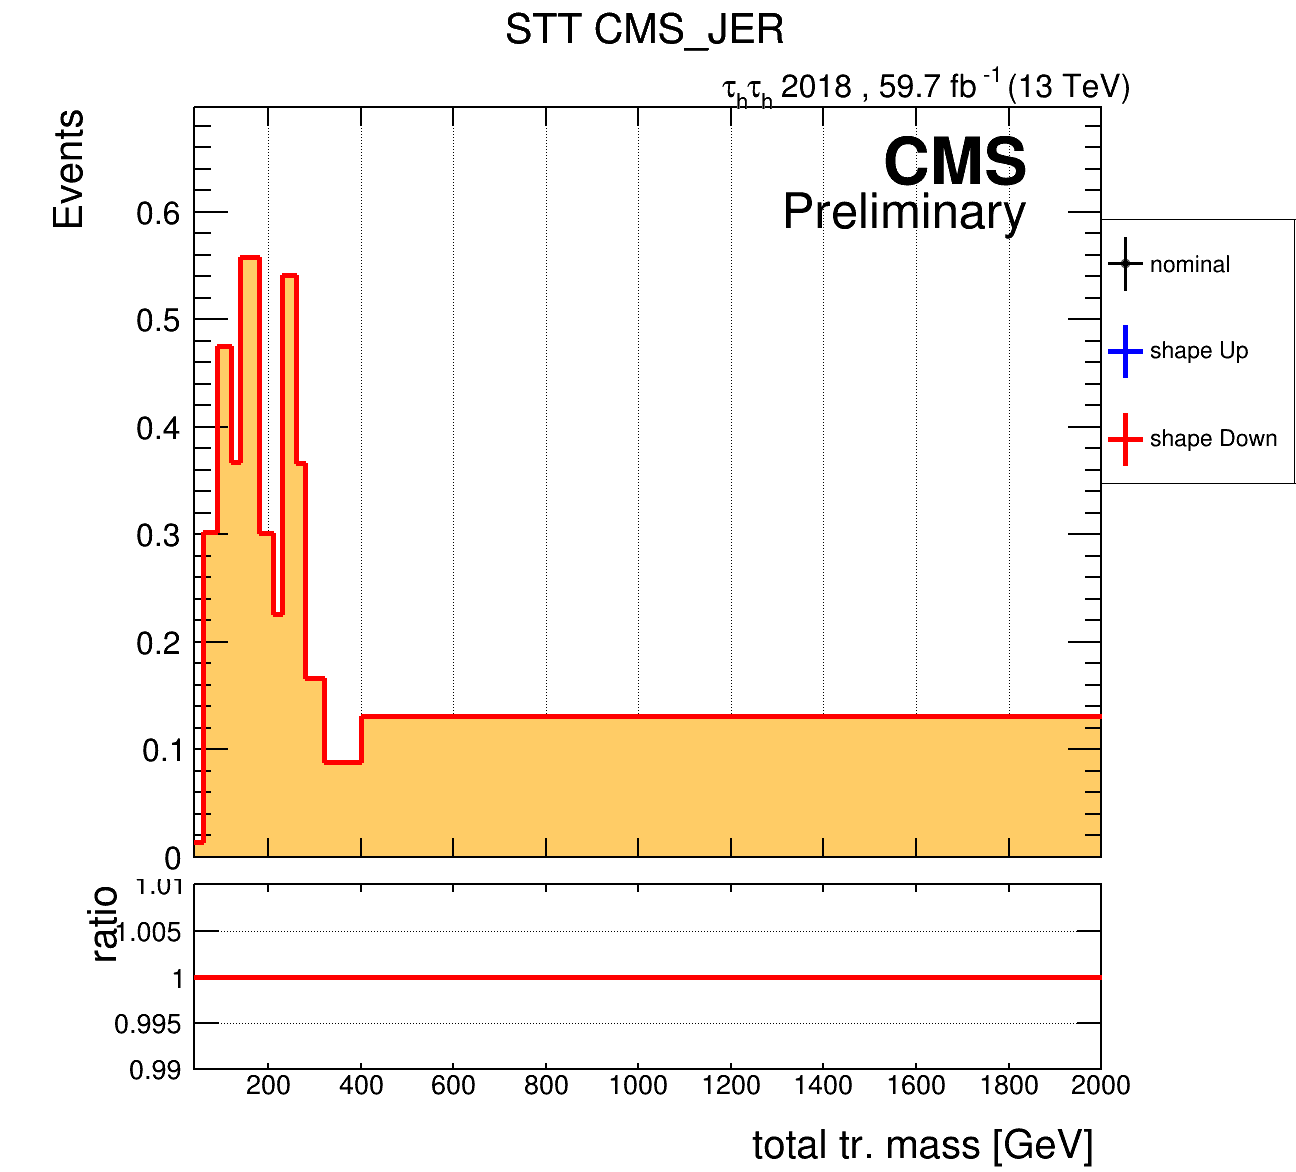 STT CMS_JER
τhτh 2018 , 59.7 fb-1 (13 TeV)
Events
CMS
Preliminary
0.6
0.5
0.4
0.3
0.2
0.1
0
nominal
shape Up
shape Down
ratio
1.01
1.005
1
0.995
0.99
200 400 600 800 1000 1200 1400 1600 1800 2000
total tr. mass [GeV]